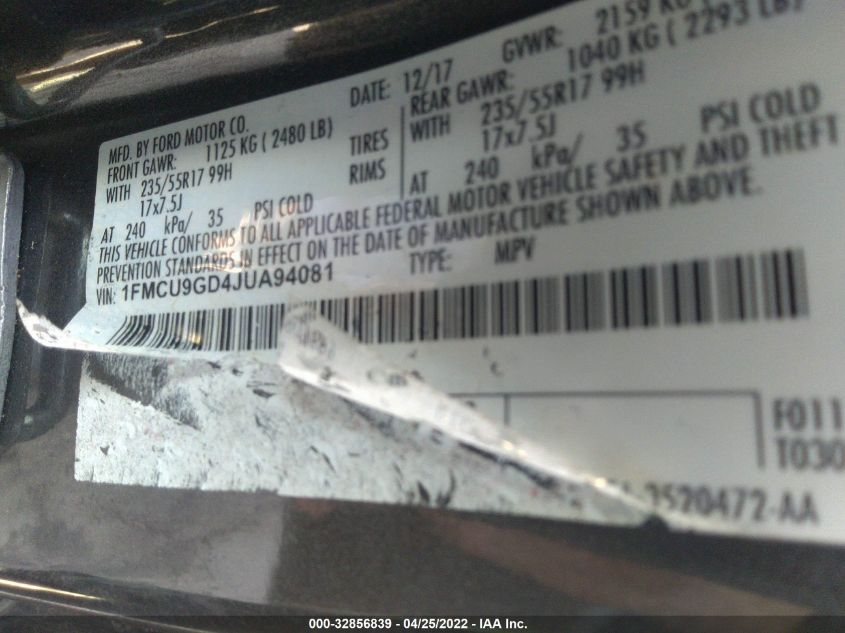 MFD. BY FORD MOTOR CO.
DATE: 12/17
GVWR: 2159 KG
FRONT GAWR: 1125 KG ( 2480 LB)
REAR GAWR: 1040 KG ( 2293 LB)
WITH 235/55R17 99H
TIRES
WITH 235/55R17 99H
17x7.5J
RIMS
17x7.5J
AT 240 kPa/ 35 PSI COLD
AT 240 kPa/ 35 PSI COLD
THIS VEHICLE CONFORMS TO ALL APPLICABLE FEDERAL MOTOR VEHICLE SAFETY AND THEFT
PREVENTION STANDARDS IN EFFECT ON THE DATE OF MANUFACTURE SHOWN ABOVE.
VIN: 1FMCU9GD4JUA94081
TYPE: MPV
F011
T030
3520472-AA
000-32856839 - 04/25/2022 - IAA Inc.